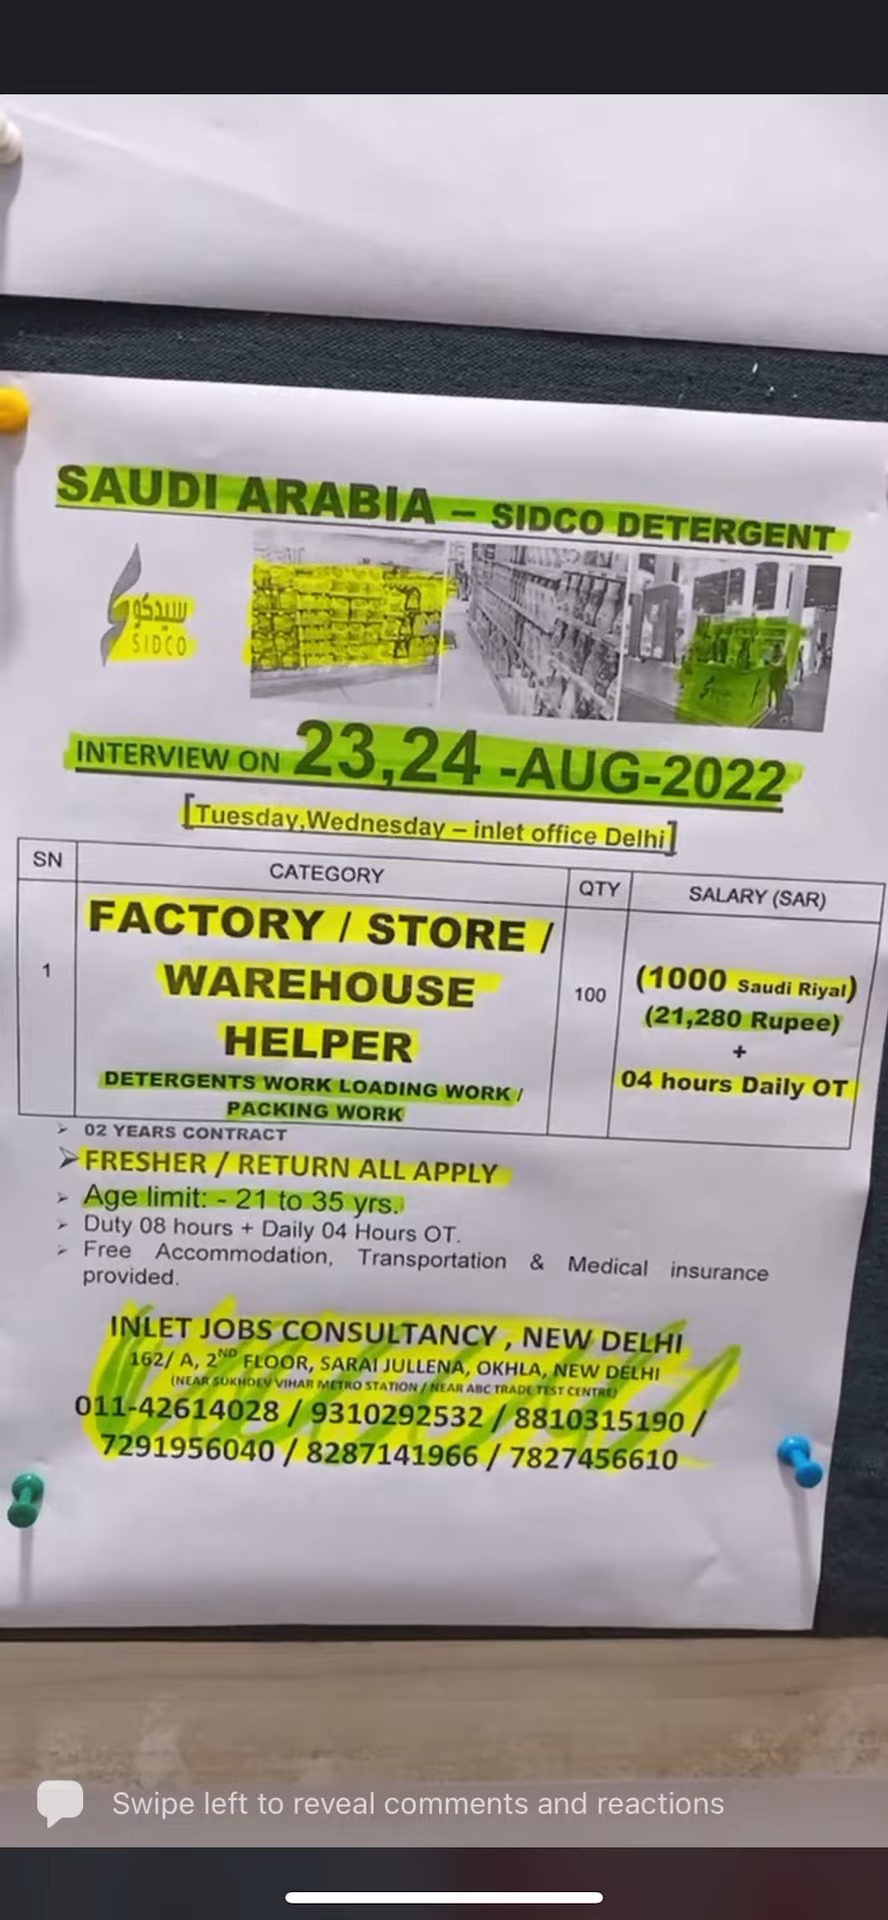 SAUDI ARABIA – SIDCO DETERGENT
سيدكو
SIDCO
INTERVIEW ON 23,24 -AUG-2022
[Tuesday,Wednesday – inlet office Delhi]
SN CATEGORY QTY SALARY (SAR)
1 FACTORY / STORE / WAREHOUSE HELPER
DETERGENTS WORK LOADING WORK /
PACKING WORK
100
(1000 Saudi Riyal)
(21,280 Rupee)
+
04 hours Daily OT
➢ 02 YEARS CONTRACT
➢ FRESHER / RETURN ALL APPLY
➢ Age limit: - 21 to 35 yrs.
➢ Duty 08 hours + Daily 04 Hours OT.
➢ Free Accommodation, Transportation & Medical insurance
provided.
INLET JOBS CONSULTANCY , NEW DELHI
162/ A, 2ND FLOOR, SARAI JULLENA, OKHLA, NEW DELHI
(NEAR SUKHDEV VIHAR METRO STATION / NEAR ABC TRADE TEST CENTRE)
011-42614028 / 9310292532 / 8810315190 /
7291956040 / 8287141966 / 7827456610
Swipe left to reveal comments and reactions